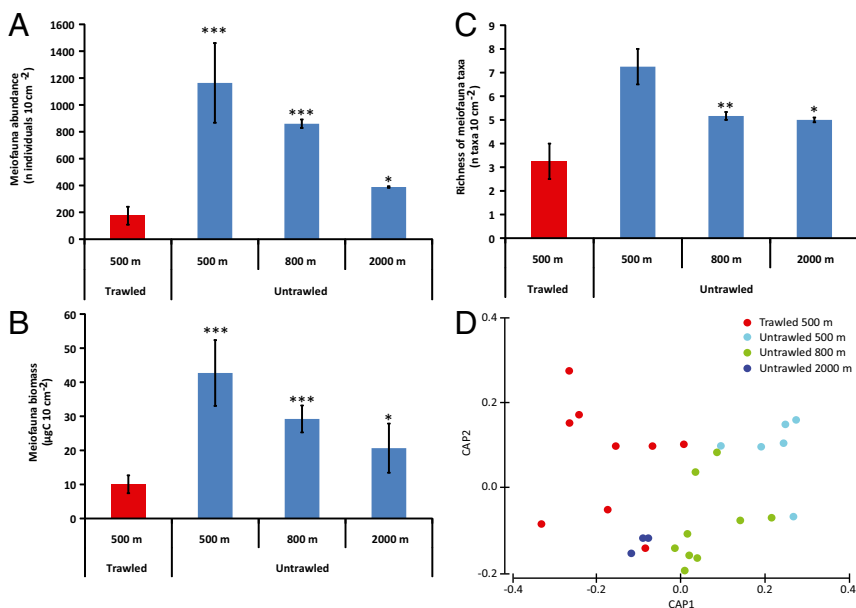 A
Meiofauna abundance
(n individuals 10 cm⁻²)
1600
1400
1200
1000
800
600
400
200
0
***
***
*
500 m
500 m
800 m
2000 m
Trawled
Untrawled
B
Meiofauna biomass
(µgC 10 cm⁻²)
60
50
40
30
20
10
0
***
***
*
500 m
500 m
800 m
2000 m
Trawled
Untrawled
C
Richness of meiofauna taxa
(n taxa 10 cm⁻²)
9
8
7
6
5
4
3
2
1
0
**
*
500 m
500 m
800 m
2000 m
Trawled
Untrawled
D
Trawled 500 m
Untrawled 500 m
Untrawled 800 m
Untrawled 2000 m
CAP2
0.4
0.2
0.0
-0.2
-0.4
-0.2
0.0
0.2
0.4
CAP1